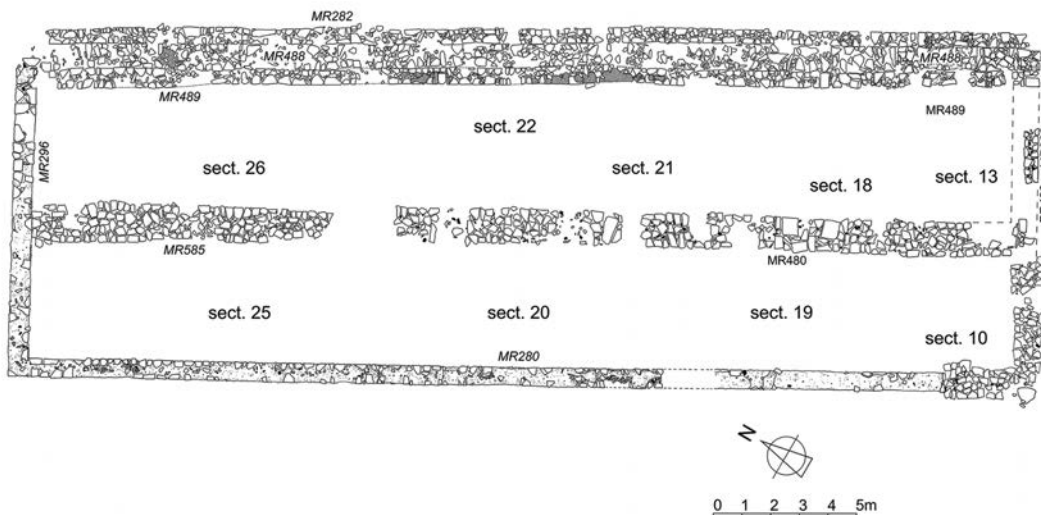 MR282
MR488
MR488
MR489
MR489
MR296
sect. 22
sect. 26
sect. 21
sect. 18
sect. 13
MR585
MR480
sect. 25
sect. 20
sect. 19
sect. 10
MR280
N
0 1 2 3 4 5m